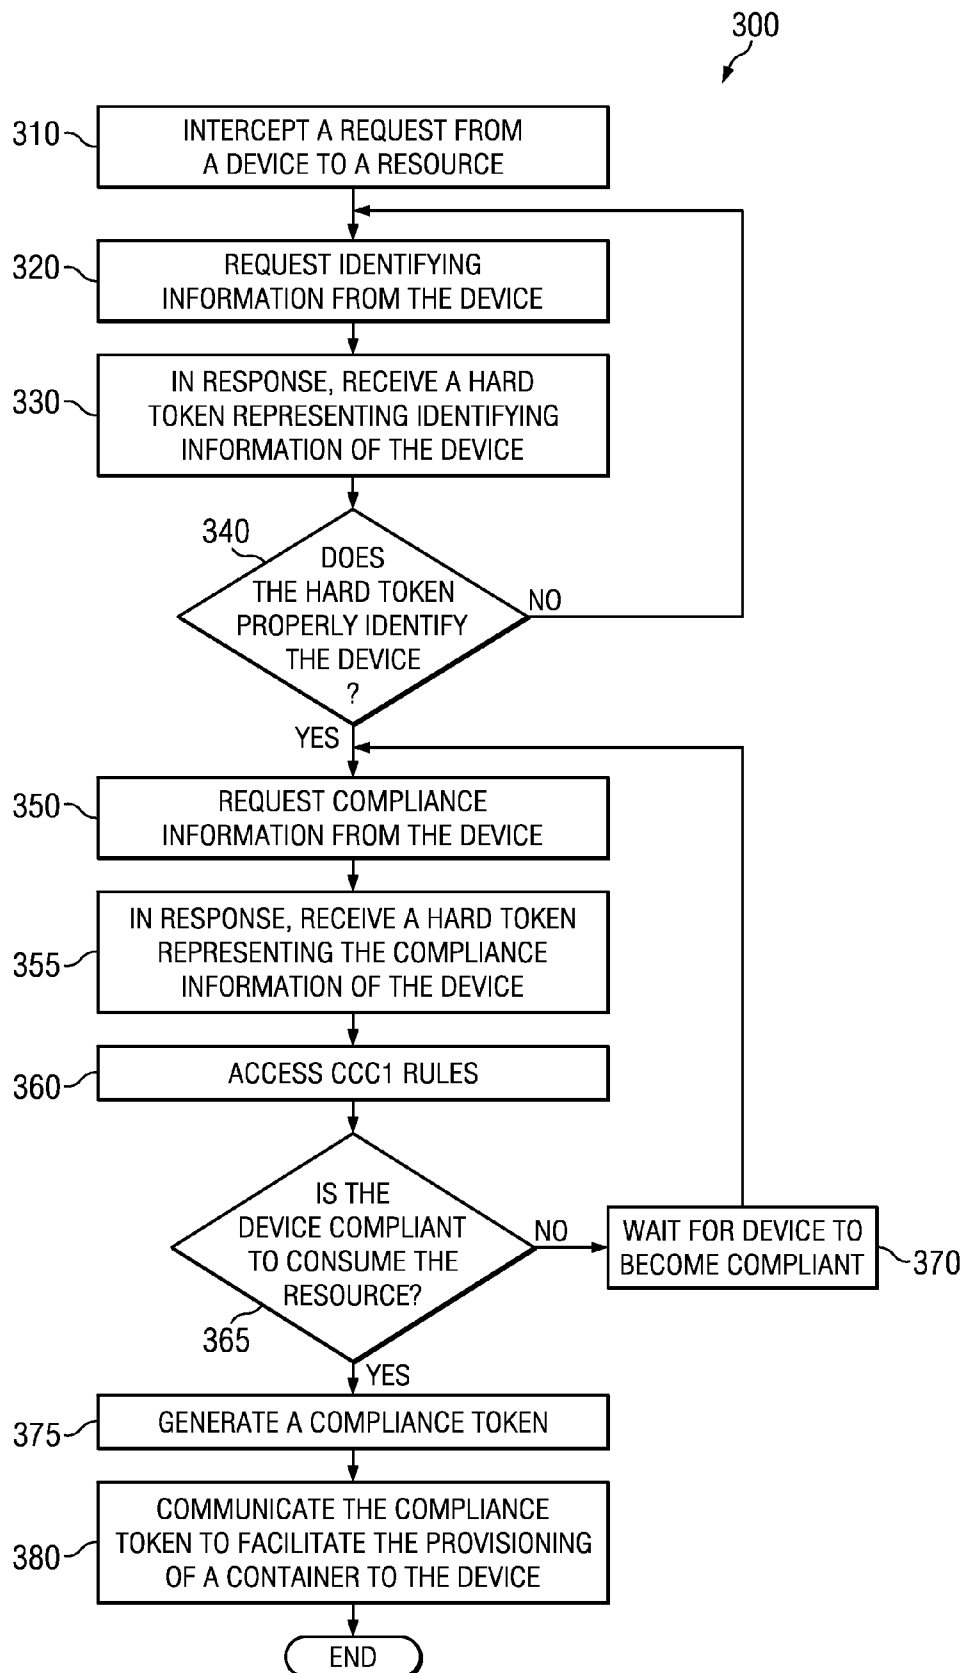 300
310
INTERCEPT A REQUEST FROM
A DEVICE TO A RESOURCE
320
REQUEST IDENTIFYING
INFORMATION FROM THE DEVICE
330
IN RESPONSE, RECEIVE A HARD
TOKEN REPRESENTING IDENTIFYING
INFORMATION OF THE DEVICE
340
DOES
THE HARD TOKEN
PROPERLY IDENTIFY
THE DEVICE
?
NO
YES
350
REQUEST COMPLIANCE
INFORMATION FROM THE DEVICE
355
IN RESPONSE, RECEIVE A HARD TOKEN
REPRESENTING THE COMPLIANCE
INFORMATION OF THE DEVICE
360
ACCESS CCC1 RULES
IS THE
DEVICE COMPLIANT
TO CONSUME THE
RESOURCE?
365
NO
WAIT FOR DEVICE TO
BECOME COMPLIANT
370
YES
375
GENERATE A COMPLIANCE TOKEN
380
COMMUNICATE THE COMPLIANCE
TOKEN TO FACILITATE THE PROVISIONING
OF A CONTAINER TO THE DEVICE
END